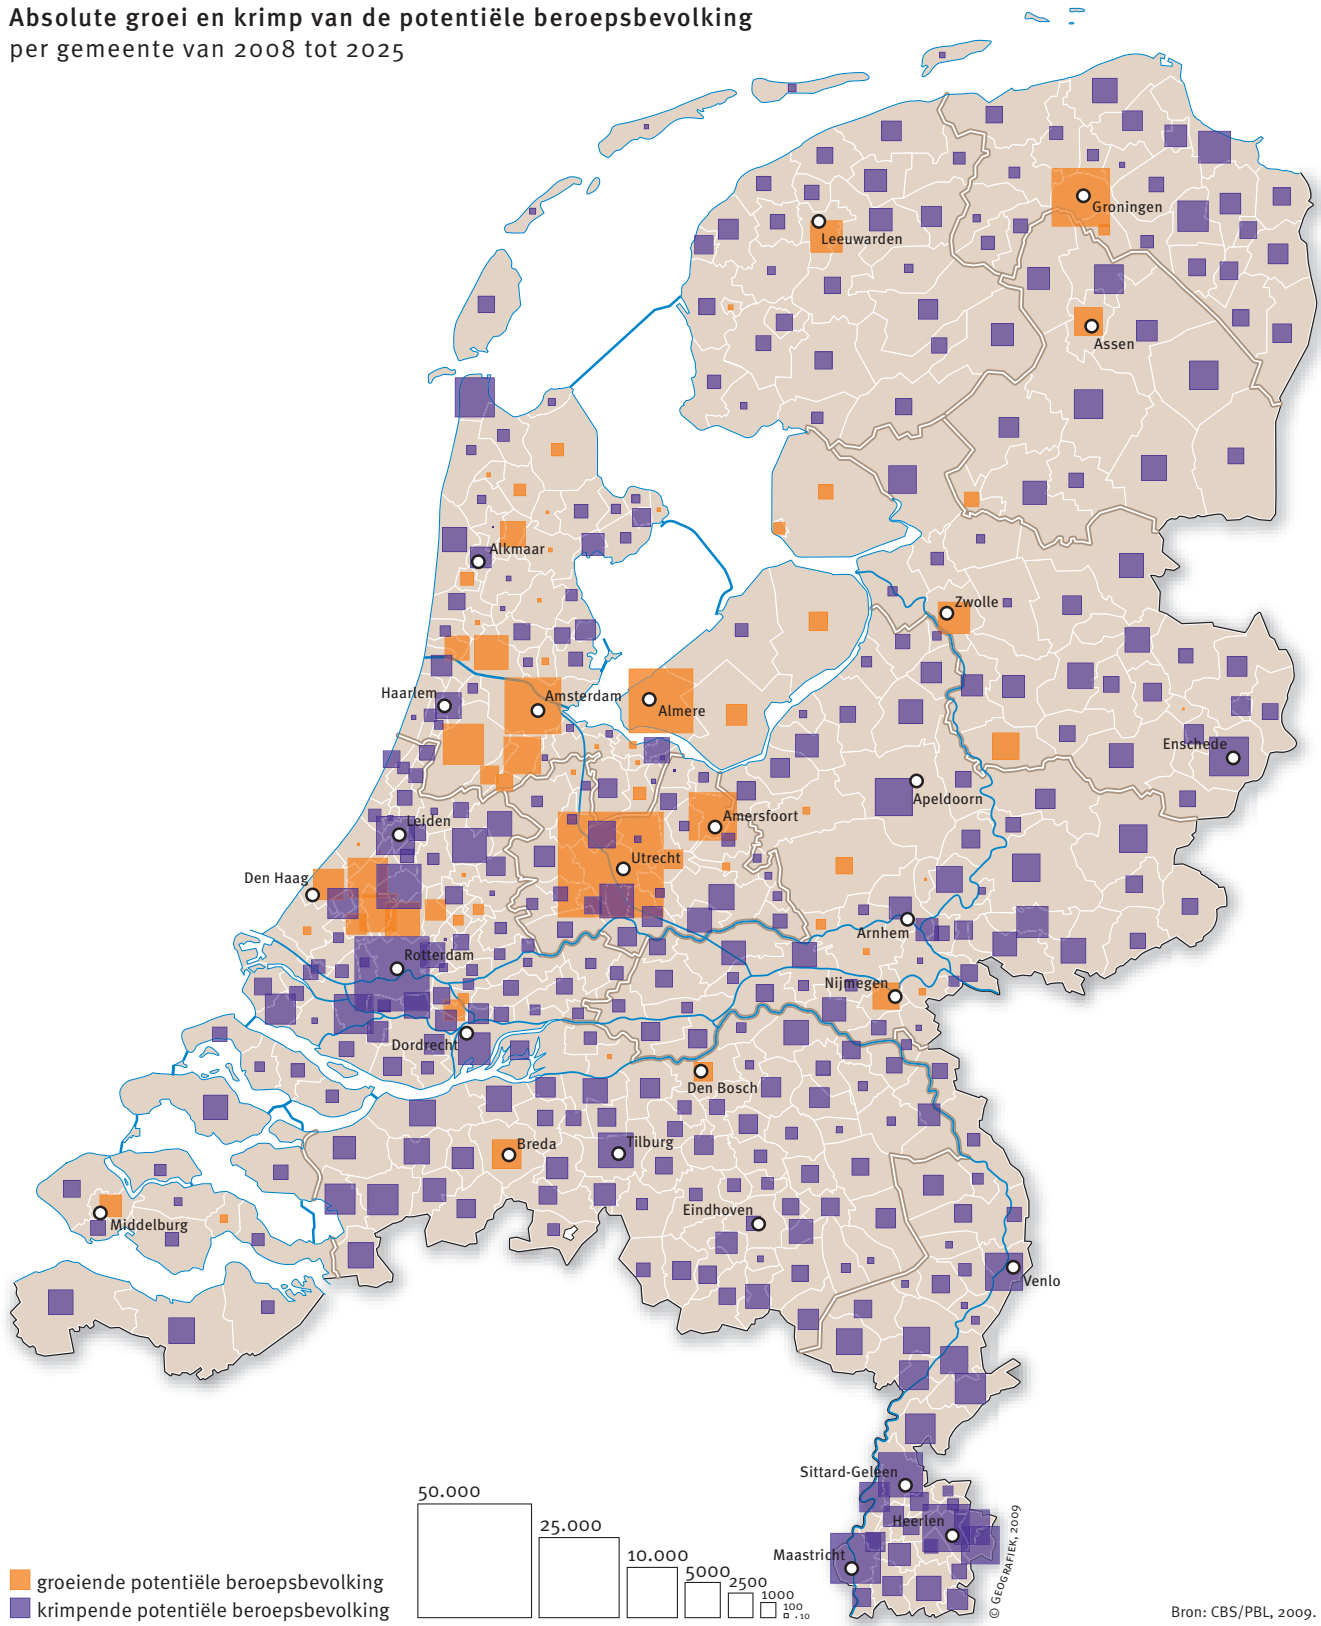 Absolute groei en krimp van de potentiële beroepsbevolking
per gemeente van 2008 tot 2025
Groningen
Leeuwarden
Assen
Alkmaar
Zwolle
Haarlem
Amsterdam
Almere
Enschede
Apeldoorn
Amersfoort
Leiden
Utrecht
Den Haag
Arnhem
Rotterdam
Nijmegen
Dordrecht
Den Bosch
Breda
Tilburg
Eindhoven
Middelburg
Venlo
Sittard-Geleen
Heerlen
Maastricht
50.000
25.000
10.000
5000
2500
1000
100
10
groeiende potentiële beroepsbevolking
krimpende potentiële beroepsbevolking
© Geografiek, 2009
Bron: CBS/PBL, 2009.